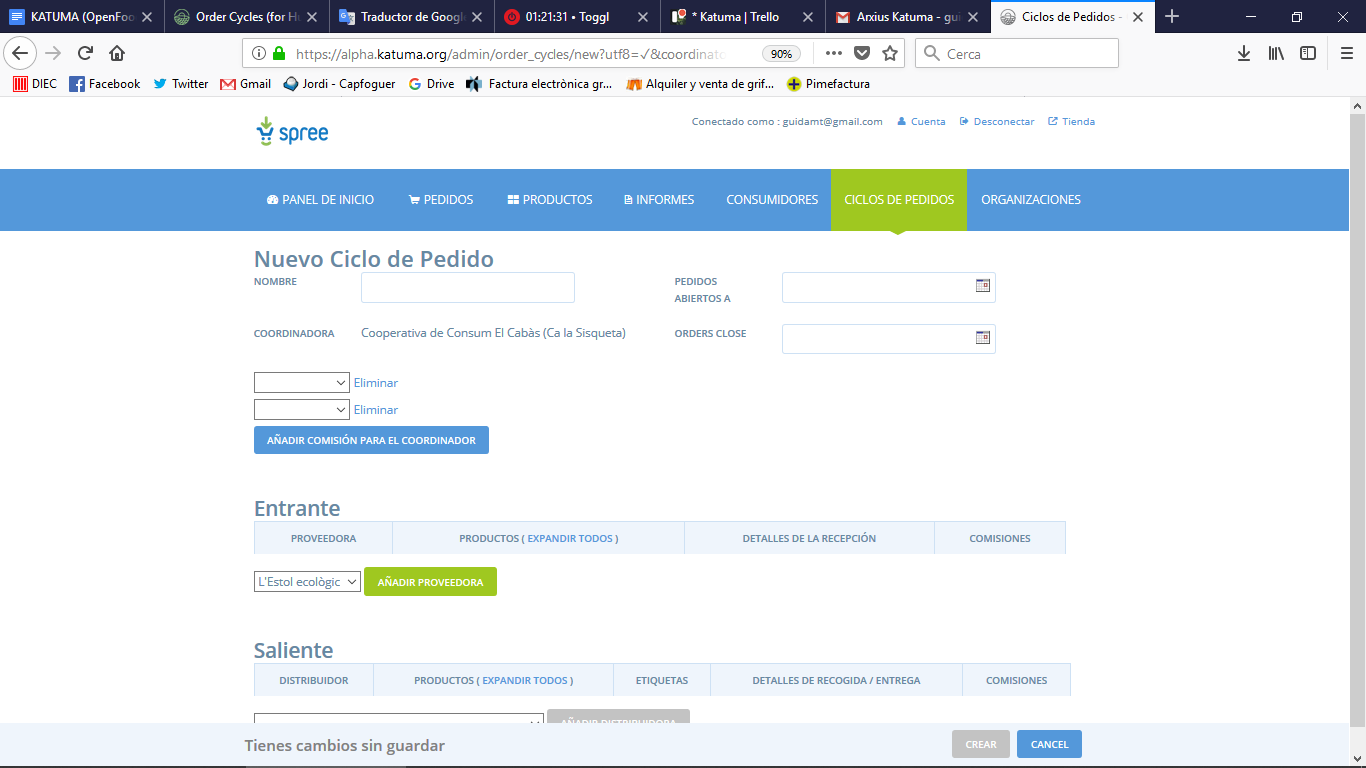 KATUMA (OpenFoo
Order Cycles (for H
Traductor de Google
01:21:31 • Toggl
* Katuma | Trello
Arxius Katuma - gui
Ciclos de Pedidos -
https://alpha.katuma.org/admin/order_cycles/new?utf8=✓&coordinato
90%
Cerca
DIEC
Facebook
Twitter
Gmail
Jordi - Capfoguer
Drive
Factura electrònica gr...
Alquiler y venta de grif...
Pimefactura
spree
Conectado como : guidamt@gmail.com
Cuenta
Desconectar
Tienda
PANEL DE INICIO
PEDIDOS
PRODUCTOS
INFORMES
CONSUMIDORES
CICLOS DE PEDIDOS
ORGANIZACIONES
Nuevo Ciclo de Pedido
NOMBRE
PEDIDOS
ABIERTOS A
COORDINADORA
Cooperativa de Consum El Cabàs (Ca la Sisqueta)
ORDERS CLOSE
Eliminar
Eliminar
AÑADIR COMISIÓN PARA EL COORDINADOR
Entrante
PROVEEDORA
PRODUCTOS ( EXPANDIR TODOS )
DETALLES DE LA RECEPCIÓN
COMISIONES
L'Estol ecològic
AÑADIR PROVEEDORA
Saliente
DISTRIBUIDOR
PRODUCTOS ( EXPANDIR TODOS )
ETIQUETAS
DETALLES DE RECOGIDA / ENTREGA
COMISIONES
AÑADIR DISTRIBUIDORA
Tienes cambios sin guardar
CREAR
CANCEL